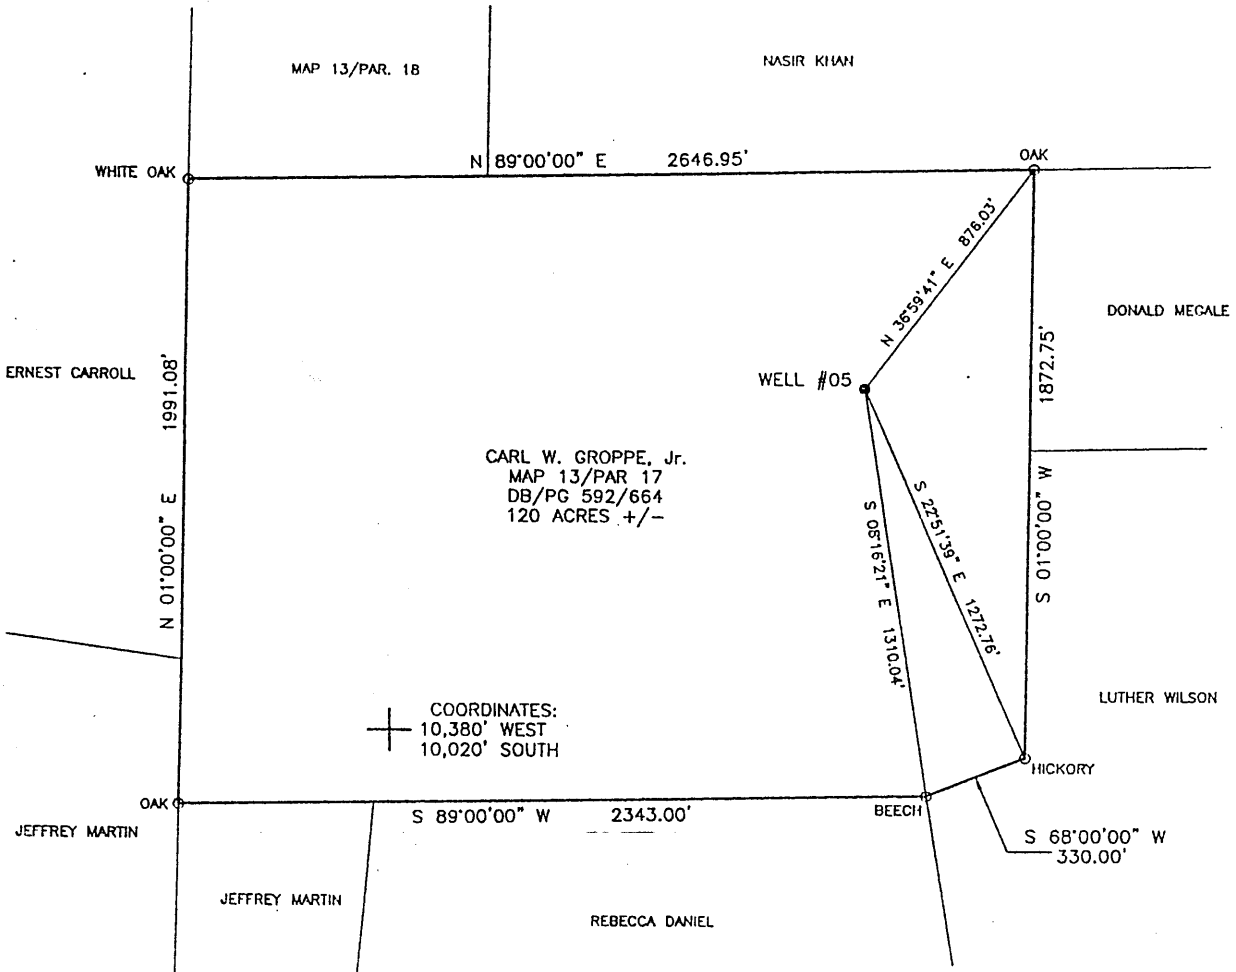 MAP 13/PAR. 18
NASIR KHAN
WHITE OAK
N 89°00'00" E 2646.95'
OAK
N 36°59'41" E 876.03'
DONALD MEGALE
ERNEST CARROLL
N 01°00'00" E 1991.08'
WELL #05
S 01°00'00" W 1872.75'
CARL W. GROPPE, Jr.
MAP 13/PAR 17
DB/PG 592/664
120 ACRES +/-
S 08°16'21" E 1310.04'
S 22°51'39" E 1272.76'
LUTHER WILSON
COORDINATES:
10,380' WEST
10,020' SOUTH
HICKORY
OAK
BEECH
S 89°00'00" W 2343.00'
JEFFREY MARTIN
S 68°00'00" W
330.00'
JEFFREY MARTIN
REBECCA DANIEL